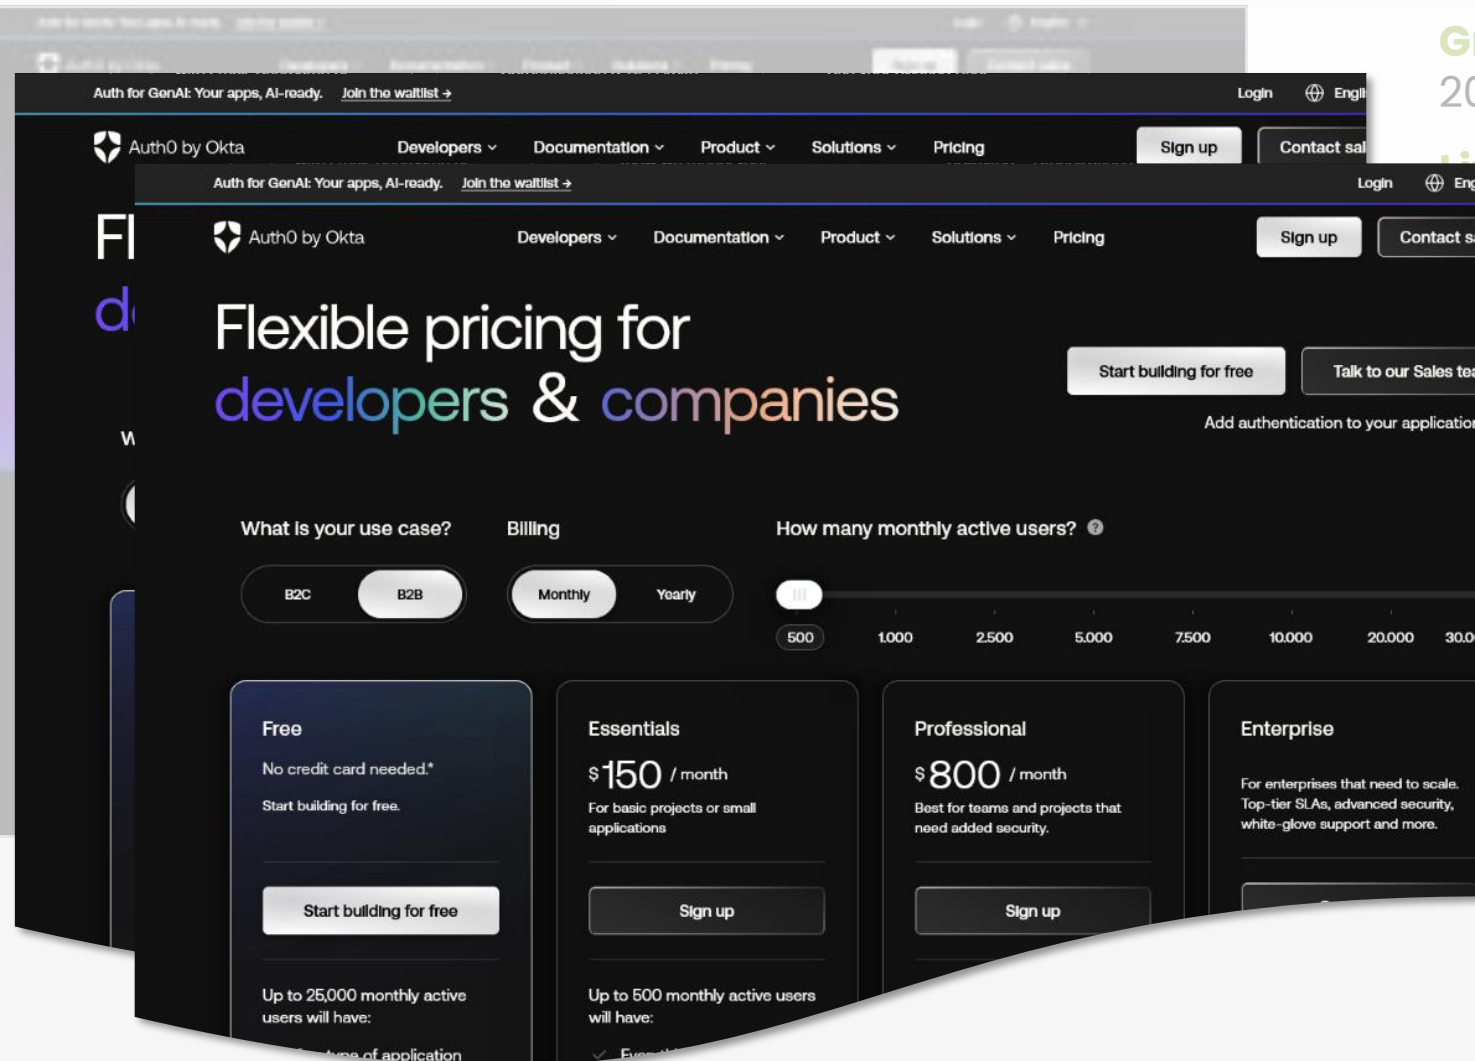 Auth for GenAI: Your apps, AI-ready. Join the waitlist →
Login
Auth0 by Okta
Developers
Documentation
Product
Solutions
Pricing
Sign up
Contact
Auth for GenAI: Your apps, AI-ready. Join the waitlist →
Login
Auth0 by Okta
Developers
Documentation
Product
Solutions
Pricing
Sign up
Contact
Flexible pricing for
developers & companies
Start building for free
Talk to our Sales
Add authentication to your
What is your use case?
Billing
How many monthly active users?
B2C
B2B
Monthly
Yearly
500
1.000
2.500
5.000
7.500
10.000
20.000
Free
No credit card needed.*
Start building for free.
Start building for free
Up to 25,000 monthly active
users will have:
of application
Essentials
$150 / month
For basic projects or small
applications
Sign up
Up to 500 monthly active users
will have:
Professional
$800 / month
Best for teams and projects that
need added security.
Sign up
Enterprise
For enterprises that need to scale.
Top-tier SLAs, advanced security,
white-glove support and more.